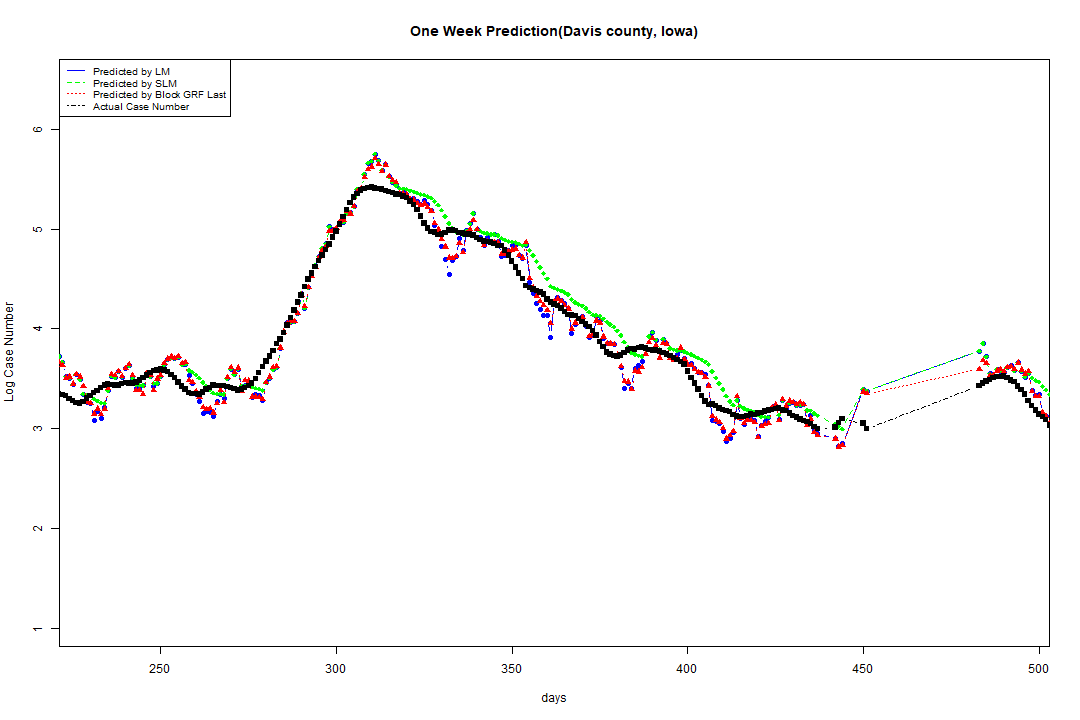 One Week Prediction(Davis county, Iowa)
Predicted by LM
Predicted by SLM
Predicted by Block GRF Last
Actual Case Number
6
5
4
3
2
1
Log Case Number
250
300
350
400
450
500
days